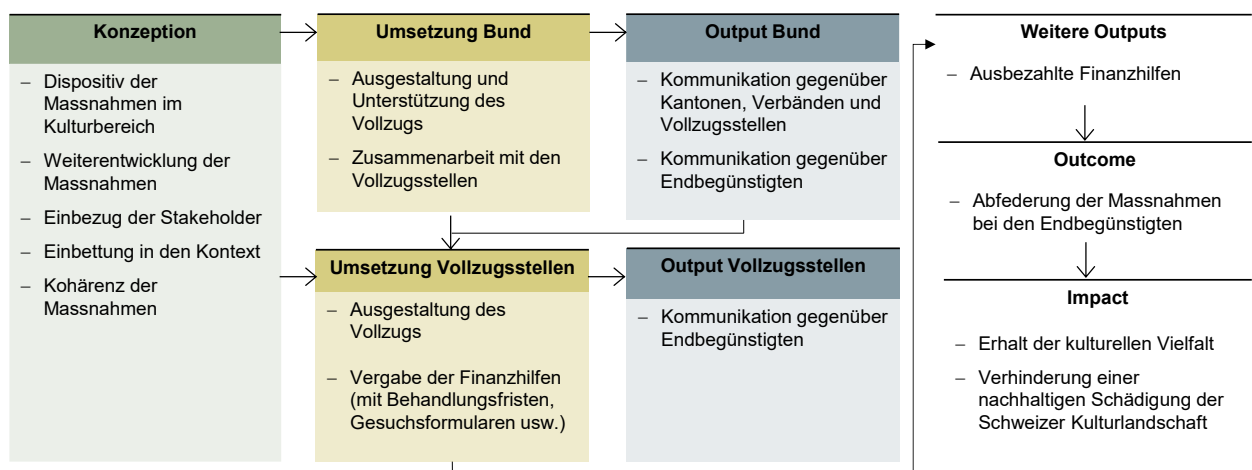 Konzeption
– Dispositiv der
Massnahmen im
Kulturbereich
– Weiterentwicklung der
Massnahmen
– Einbezug der Stakeholder
– Einbettung in den Kontext
– Kohärenz der
Massnahmen
Umsetzung Bund
– Ausgestaltung und
Unterstützung des
Vollzugs
– Zusammenarbeit mit den
Vollzugsstellen
Output Bund
– Kommunikation gegenüber
Kantonen, Verbänden und
Vollzugsstellen
– Kommunikation gegenüber
Endbegünstigten
Umsetzung Vollzugsstellen
– Ausgestaltung des
Vollzugs
– Vergabe der Finanzhilfen
(mit Behandlungsfristen,
Gesuchsformularen usw.)
Output Vollzugsstellen
– Kommunikation gegenüber
Endbegünstigten
Weitere Outputs
– Ausbezahlte Finanzhilfen
Outcome
– Abfederung der Massnahmen
bei den Endbegünstigten
Impact
– Erhalt der kulturellen Vielfalt
– Verhinderung einer
nachhaltigen Schädigung der
Schweizer Kulturlandschaft